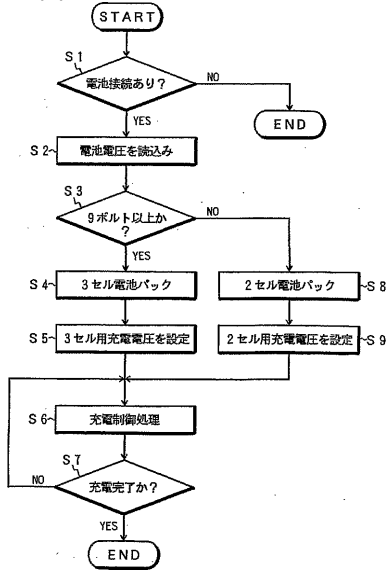 START
S1
電池接続あり?
NO
END
YES
S2
電池電圧を読込み
S3
9ボルト以上か
?
NO
YES
S4
3セル電池パック
2セル電池パック
S8
S5
3セル用充電電圧を設定
2セル用充電電圧を設定
S9
S6
充電制御処理
S7
充電完了か?
NO
YES
END